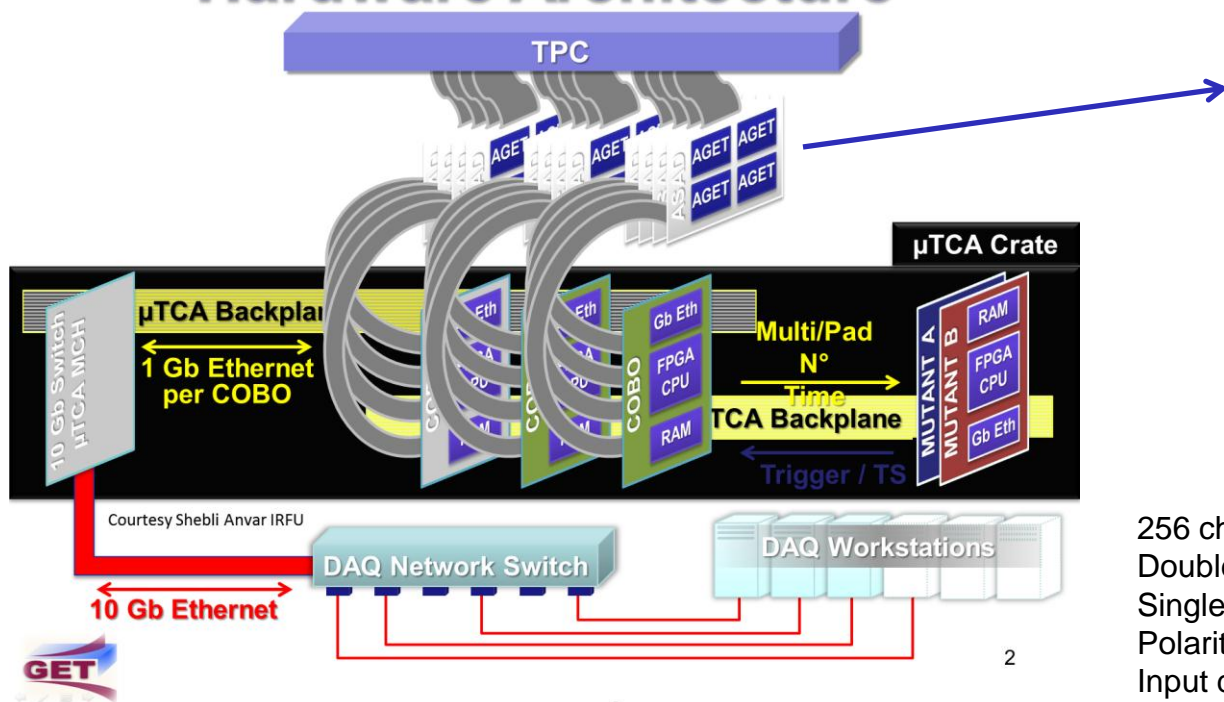 Hardware Architecture
TPC
AGET
AGET
AGET AGET
AGET AGET
ASAD
µTCA Crate
10 Gb Switch
µTCA MCH
µTCA Backplan
1 Gb Ethernet
per COBO
Eth
Eth
Gb Eth
FPGA
CPU
RAM
COBO
Multi/Pad
N°
Time
TCA Backplane
Trigger / TS
MUTANT A
MUTANT B
RAM
FPGA
CPU
Gb Eth
Courtesy Shebli Anvar IRFU
DAQ Network Switch
DAQ Workstations
10 Gb Ethernet
GET
2
256 ch
Double
Single
Polarit
Input c